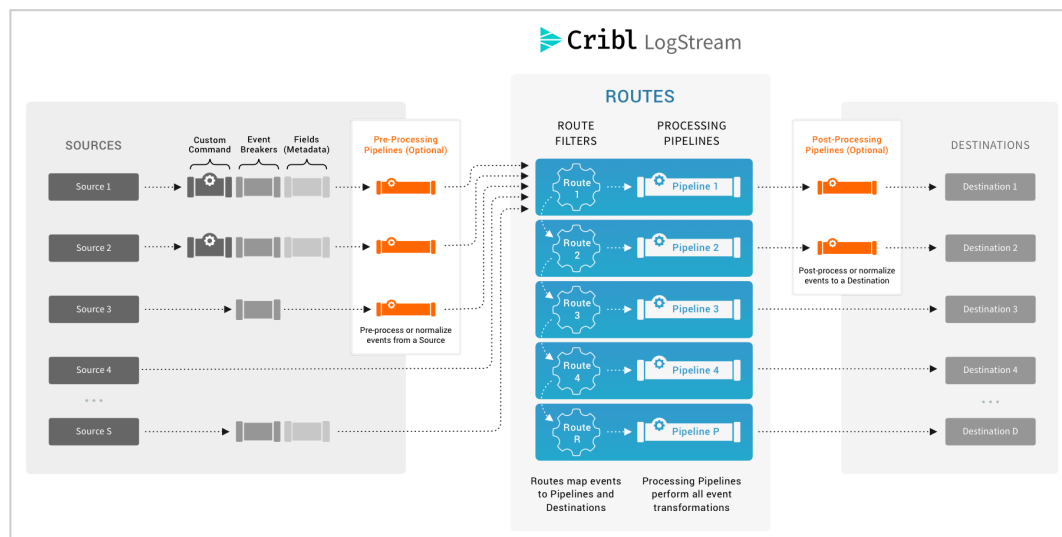 Cribl LogStream
ROUTES
SOURCES
Custom
Command
Event
Breakers
Fields
(Metadata)
Pre-Processing
Pipelines (Optional)
ROUTE
FILTERS
PROCESSING
PIPELINES
Post-Processing
Pipelines (Optional)
DESTINATIONS
Source 1
Route
1
Pipeline 1
Destination 1
Source 2
Route
2
Pipeline 2
Destination 2
Post-process or normalize
events to a Destination
Source 3
Route
3
Pipeline 3
Destination 3
Pre-process or normalize
events from a Source
Source 4
Route
4
Pipeline 4
Destination 4
...
...
Source S
Route
R
Pipeline P
Destination D
Routes map events
to Pipelines and
Destinations
Processing Pipelines
perform all event
transformations